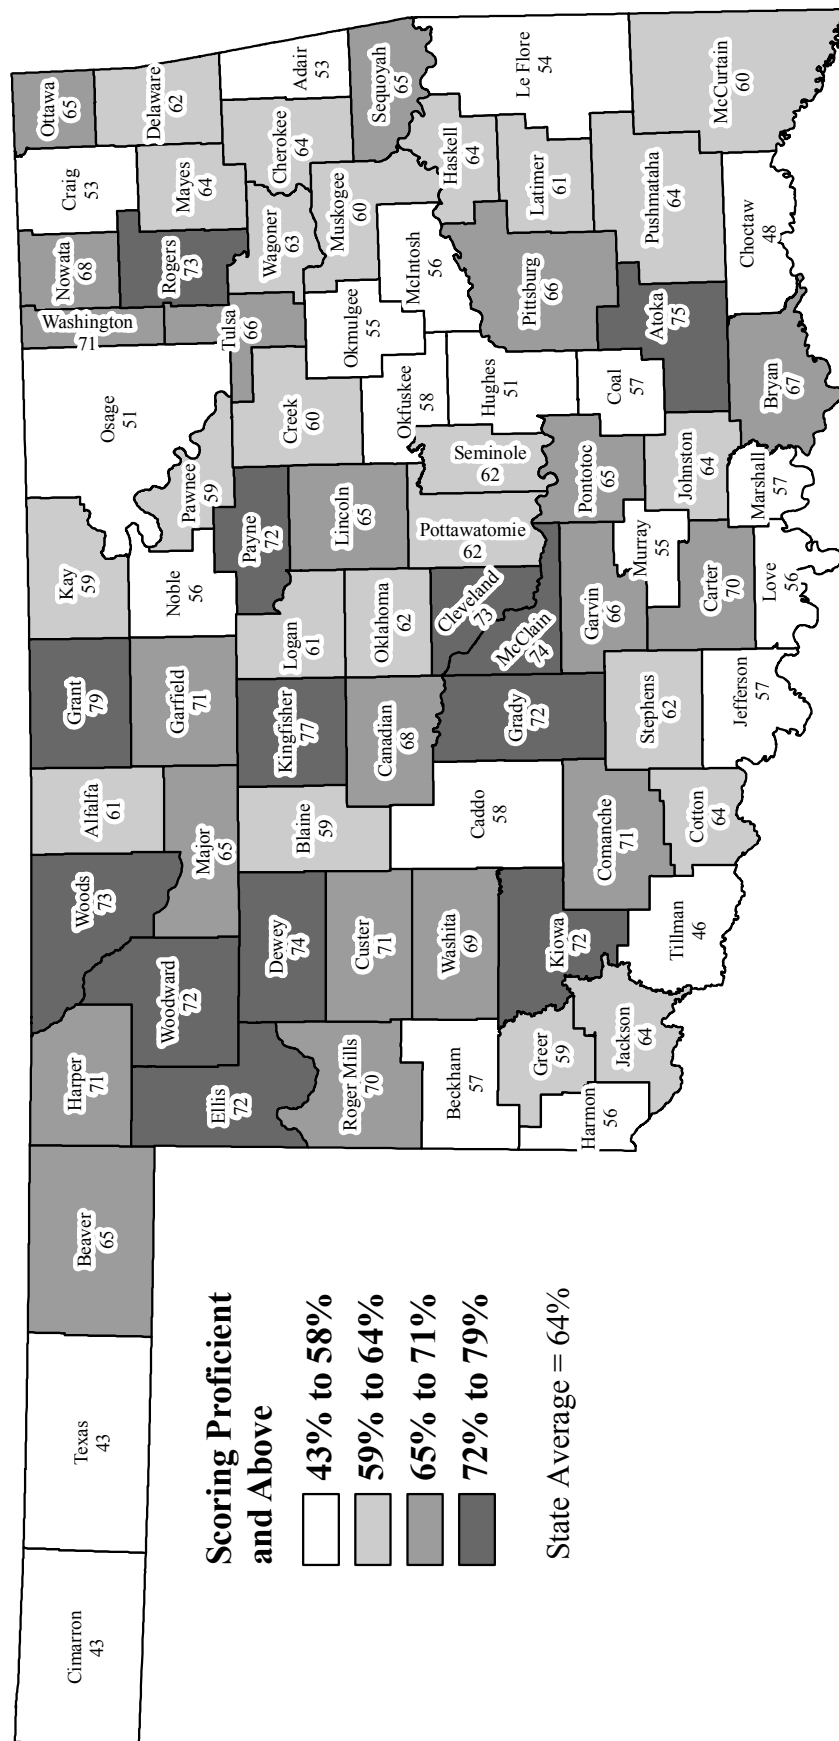 Cimarron
43
Texas
43
Beaver
65
Harper
71
Ellis
72
Woodward
72
Woods
73
Alfalfa
61
Major
65
Grant
79
Garfield
71
Kay
59
Noble
56
Osage
51
Pawnee
59
Washington
71
Nowata
68
Craig
53
Ottawa
65
Delaware
62
Rogers
73
Mayes
64
Tulsa
66
Wagoner
63
Cherokee
64
Adair
53
Roger Mills
70
Dewey
74
Custer
71
Blaine
59
Kingfisher
77
Canadian
68
Logan
61
Oklahoma
62
Payne
72
Lincoln
65
Creek
60
Okfuskee
58
Okmulgee
55
Muskogee
60
McIntosh
56
Sequoyah
65
Haskell
64
Le Flore
54
Latimer
61
Pittsburg
66
Hughes
51
Seminole
62
Pottawatomie
62
Cleveland
73
McClain
74
Grady
72
Caddo
58
Washita
69
Beckham
57
Greer
59
Harmon
56
Jackson
64
Kiowa
72
Tillman
46
Comanche
71
Cotton
64
Stephens
62
Jefferson
57
Garvin
66
Murray
55
Carter
70
Love
56
Pontotoc
65
Johnston
64
Marshall
57
Coal
57
Atoka
75
Bryan
67
Pushmataha
64
Choctaw
48
McCurtain
60
Scoring Proficient
and Above
43% to 58%
59% to 64%
65% to 71%
72% to 79%
State Average = 64%